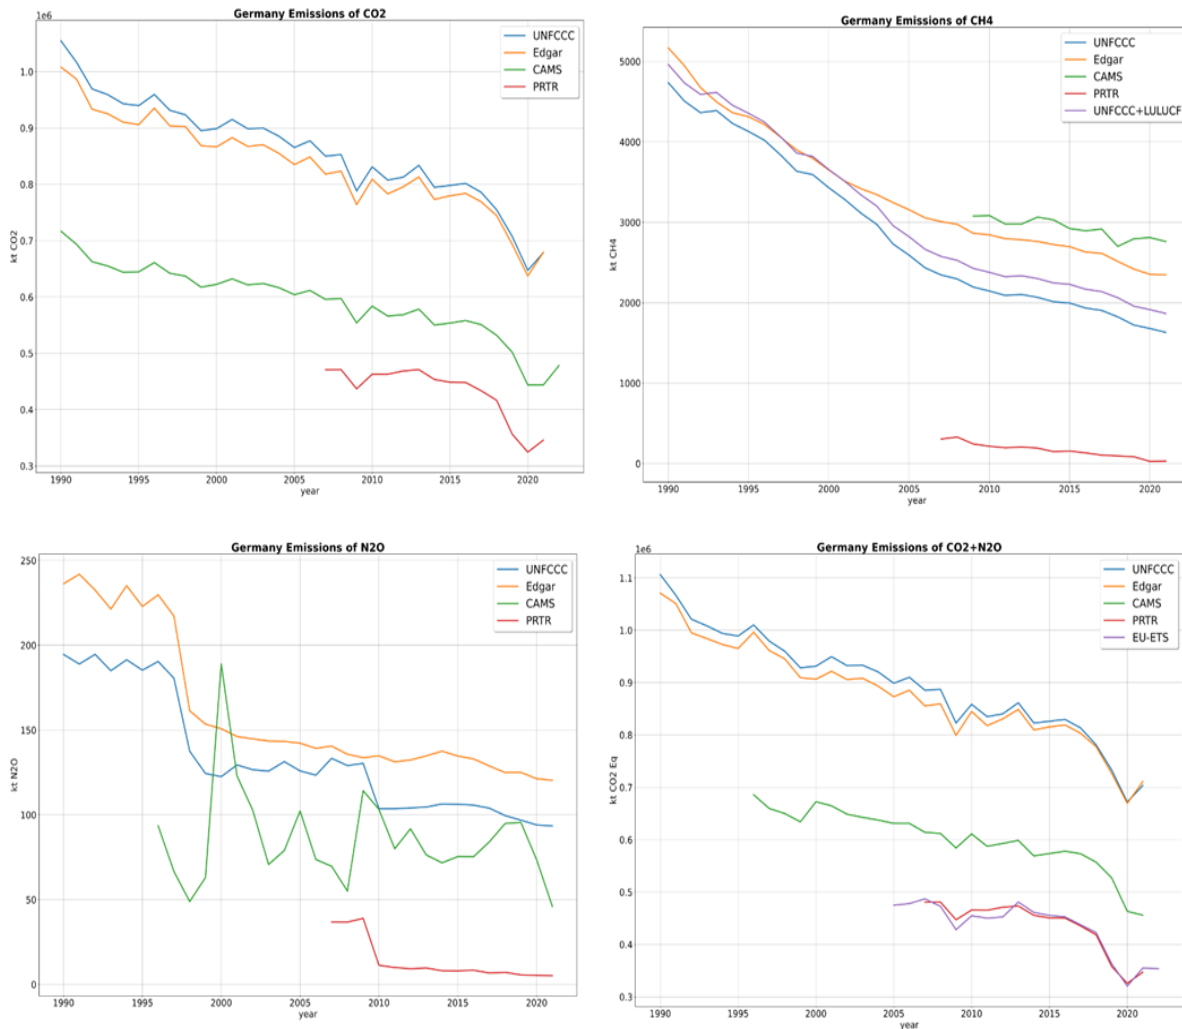 Germany Emissions of CO2
1e6
UNFCCC
Edgar
CAMS
PRTR
1.0
0.9
0.8
0.7
0.6
0.5
0.4
0.3
kt CO2
1990 1995 2000 2005 2010 2015 2020
year
Germany Emissions of CH4
UNFCCC
Edgar
CAMS
PRTR
UNFCCC+LULUCF
5000
4000
3000
2000
1000
0
kt CH4
1990 1995 2000 2005 2010 2015 2020
year
Germany Emissions of N2O
UNFCCC
Edgar
CAMS
PRTR
250
200
150
100
50
0
kt N2O
1990 1995 2000 2005 2010 2015 2020
year
Germany Emissions of CO2+N2O
1e6
UNFCCC
Edgar
CAMS
PRTR
EU-ETS
1.1
1.0
0.9
0.8
0.7
0.6
0.5
0.4
0.3
kt CO2 Eq
1990 1995 2000 2005 2010 2015 2020
year